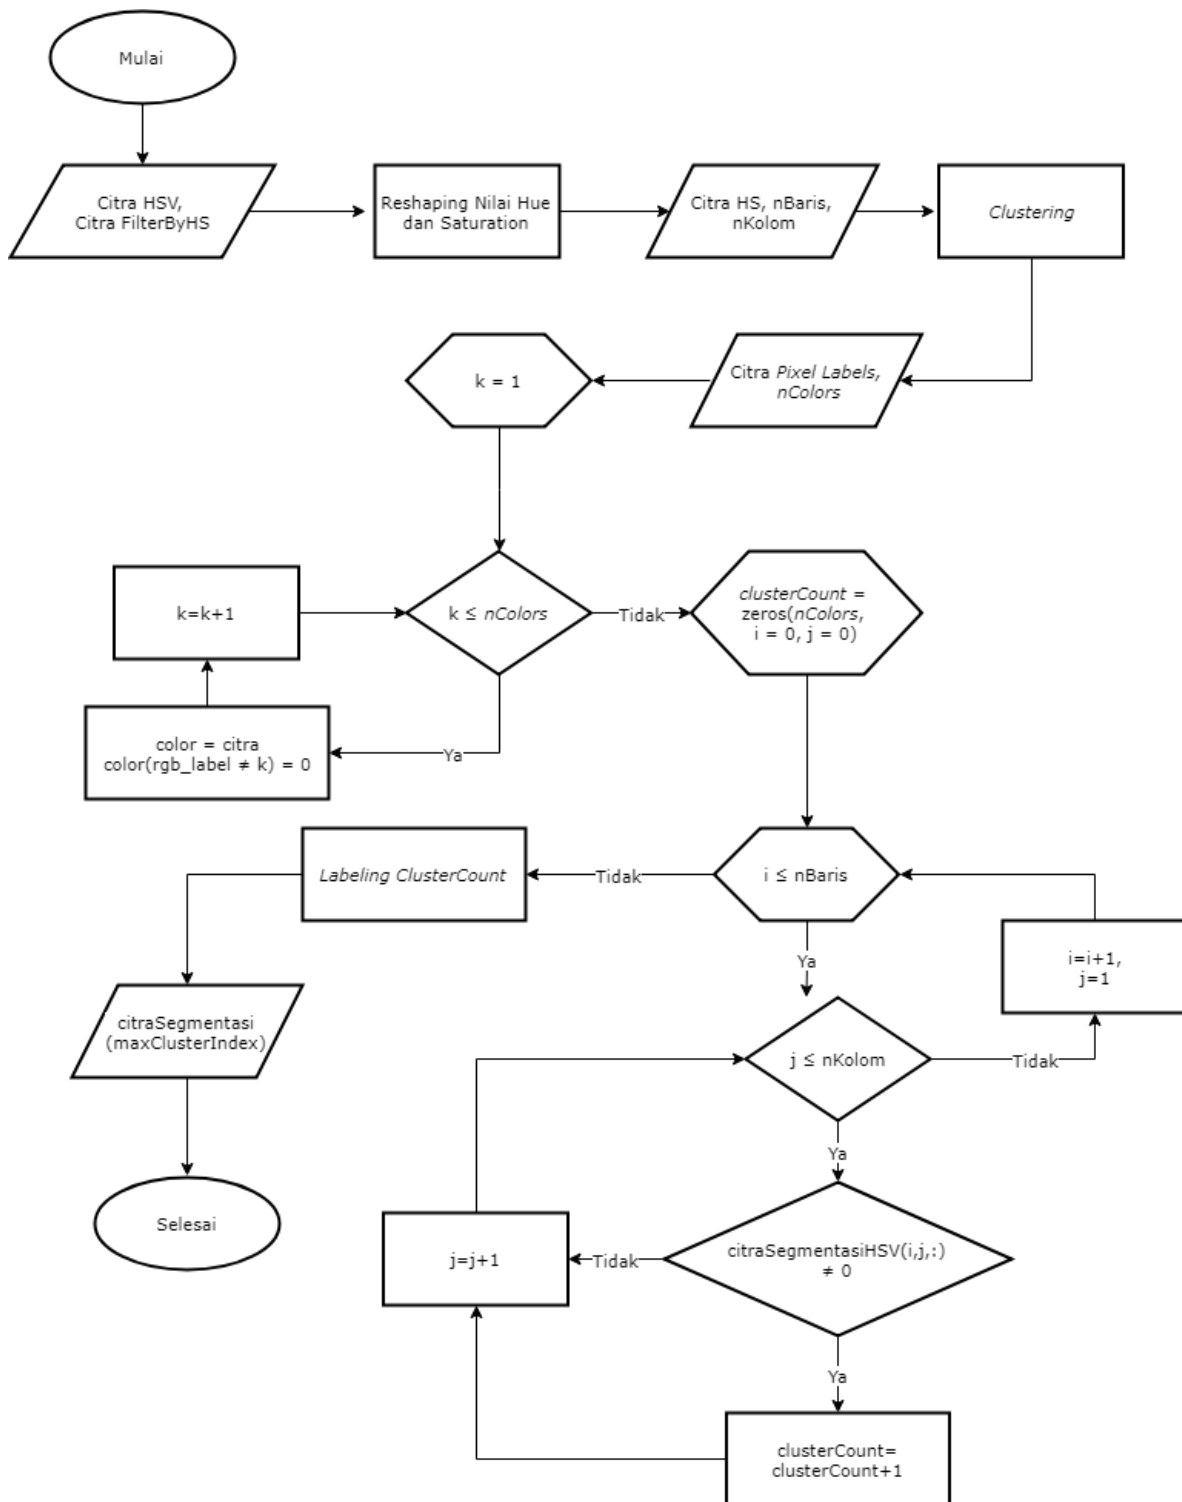 Mulai
Citra HSV,
Citra FilterByHS
Reshaping Nilai Hue
dan Saturation
Citra HS, nBaris,
nKolom
Clustering
k = 1
Citra Pixel Labels,
nColors
k=k+1
k ≤ nColors
Tidak
clusterCount =
zeros(nColors,
i = 0, j = 0)
color = citra
color(rgb_label ≠ k) = 0
Ya
Labeling ClusterCount
Tidak
i ≤ nBaris
Ya
i=i+1,
j=1
citraSegmentasi
(maxClusterIndex)
j ≤ nKolom
Tidak
Ya
Selesai
j=j+1
Tidak
citraSegmentasiHSV(i,j,:)
≠ 0
Ya
clusterCount=
clusterCount+1